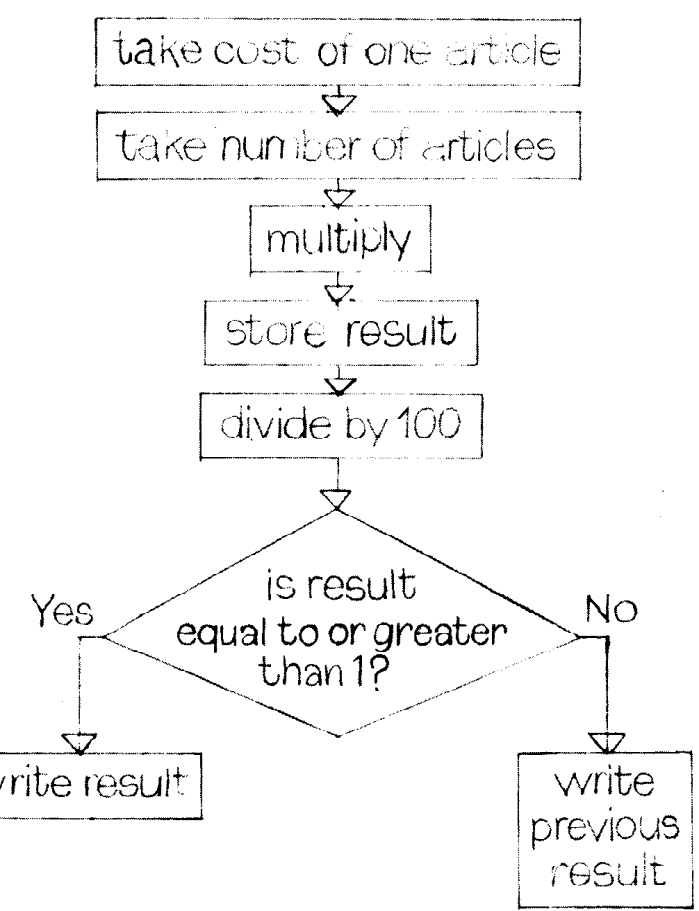 take cost of one article
take number of articles
multiply
store result
divide by 100
is result
equal to or greater
than 1?
Yes
No
write result
write
previous
result